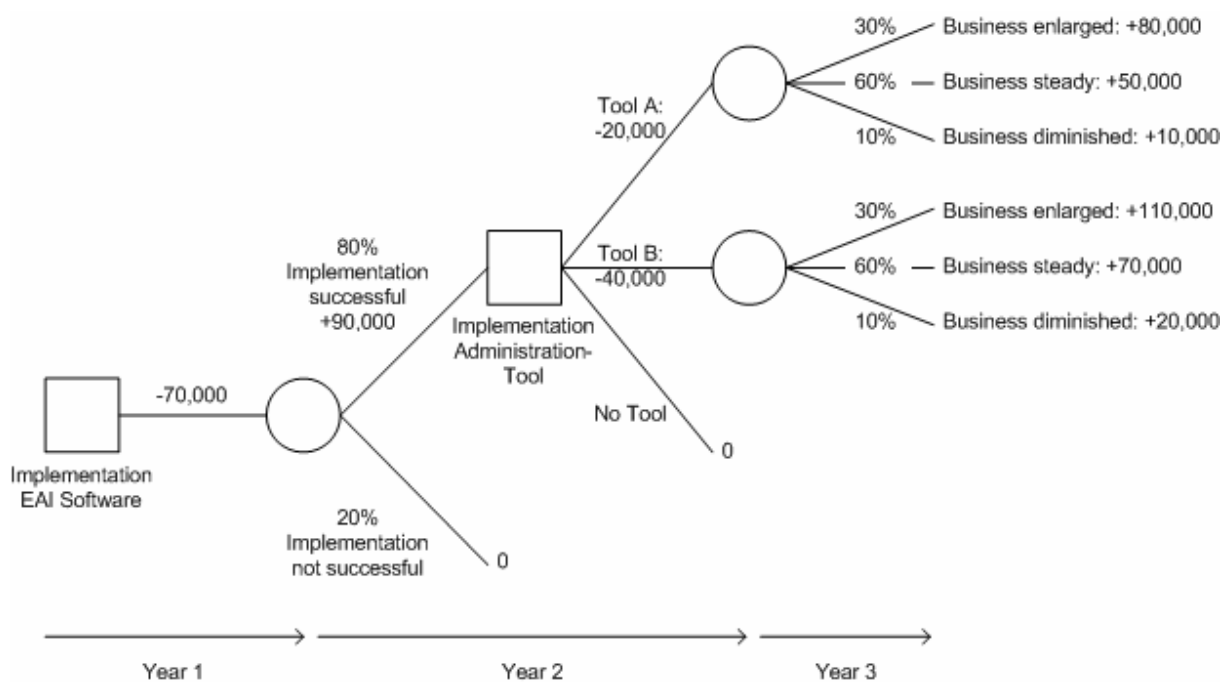 30%
Business enlarged: +80,000
60%
Business steady: +50,000
10%
Business diminished: +10,000
Tool A:
-20,000
30%
Business enlarged: +110,000
60%
Business steady: +70,000
10%
Business diminished: +20,000
Tool B:
-40,000
80%
Implementation
successful
+90,000
Implementation
Administration-
Tool
No Tool
0
-70,000
Implementation
EAI Software
20%
Implementation
not successful
0
Year 1
Year 2
Year 3